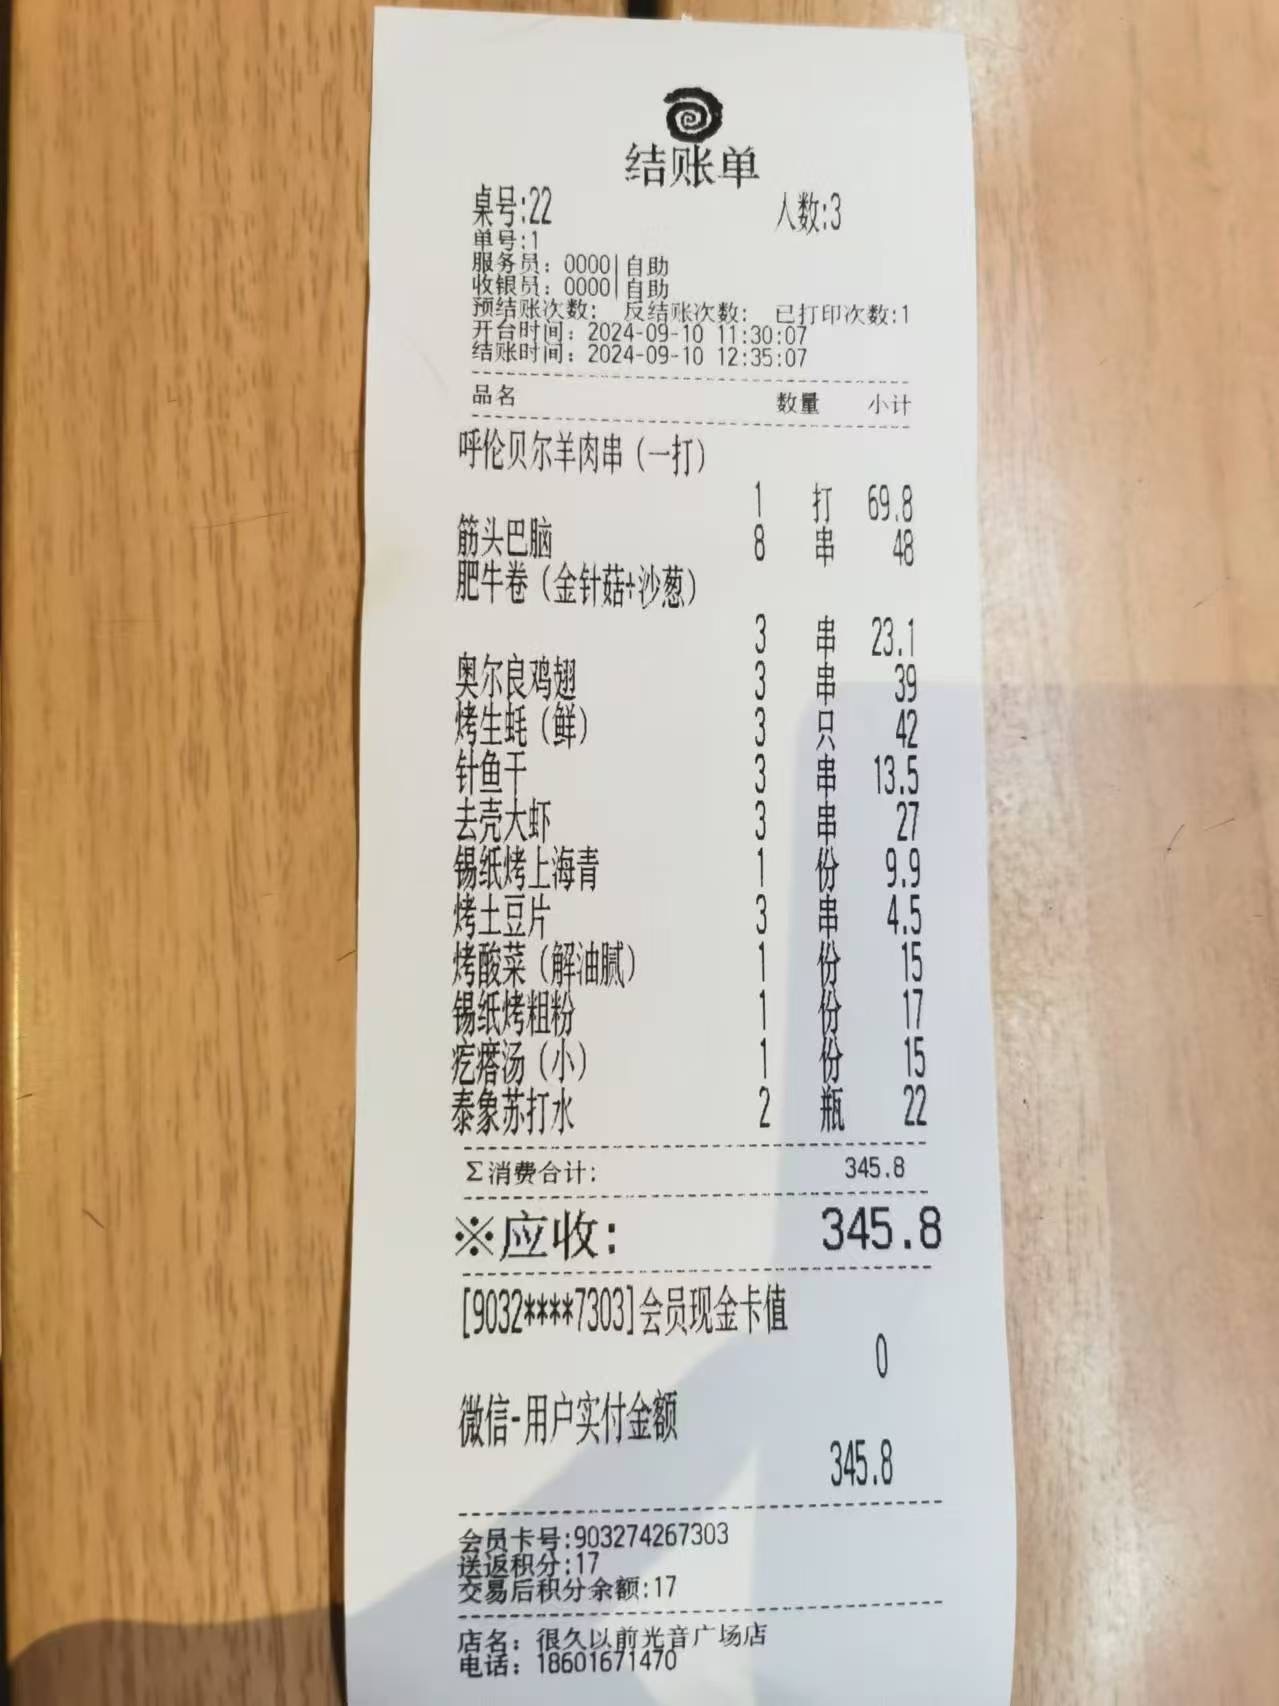 结账单
桌号:22 人数:3
单号:1
服务员: 0000|自助
收银员: 0000|自助
预结账次数: 反结账次数: 已打印次数:1
开台时间: 2024-09-10 11:30:07
结账时间: 2024-09-10 12:35:07
品名 数量 小计
呼伦贝尔羊肉串(一打)
1 打 69.8
筋头巴脑 8 串 48
肥牛卷(金针菇+沙葱)
3 串 23.1
奥尔良鸡翅 3 串 39
烤生蚝(鲜) 3 只 42
针鱼干 3 串 13.5
去壳大虾 3 串 27
锡纸烤上海青 1 份 9.9
烤土豆片 3 串 4.5
烤酸菜(解油腻) 1 份 15
锡纸烤粗粉 1 份 17
疙瘩汤(小) 1 份 15
泰象苏打水 2 瓶 22
Σ消费合计: 345.8
※应收: 345.8
[9032****7303]会员现金卡值
0
微信-用户实付金额
345.8
会员卡号:903274267303
送返积分:17
交易后积分余额:17
店名: 很久以前光音广场店
电话: 18601671470